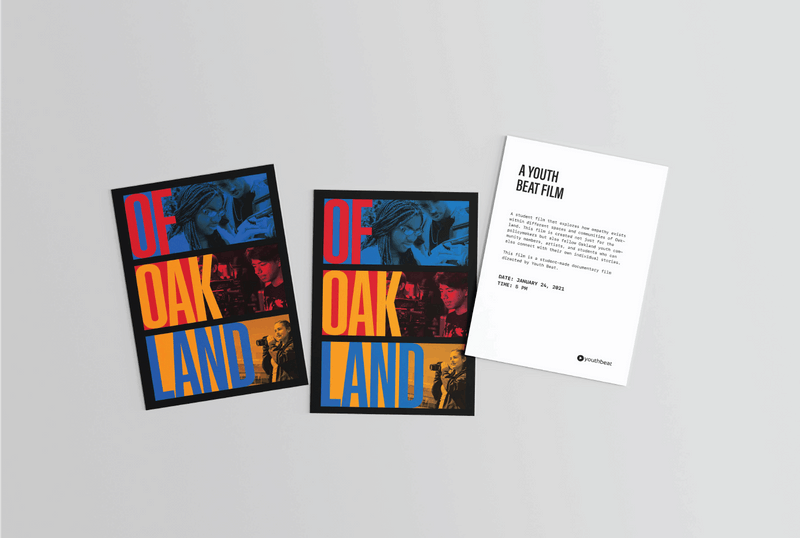 OF
OAK
LAND
OF
OAK
LAND
A YOUTH
BEAT FILM
A student film that explores how empathy exists
within different spaces and communities of Oak-
land, this film is created not just for the
policymakers but also fellow Oakland youth com-
munity members, artists, and students who can
also connect with their own individual stories.
This film is a student-made documentary film
directed by Youth Beat.
DATE: JANUARY 24, 2021
TIME: 6 PM
youthbeat